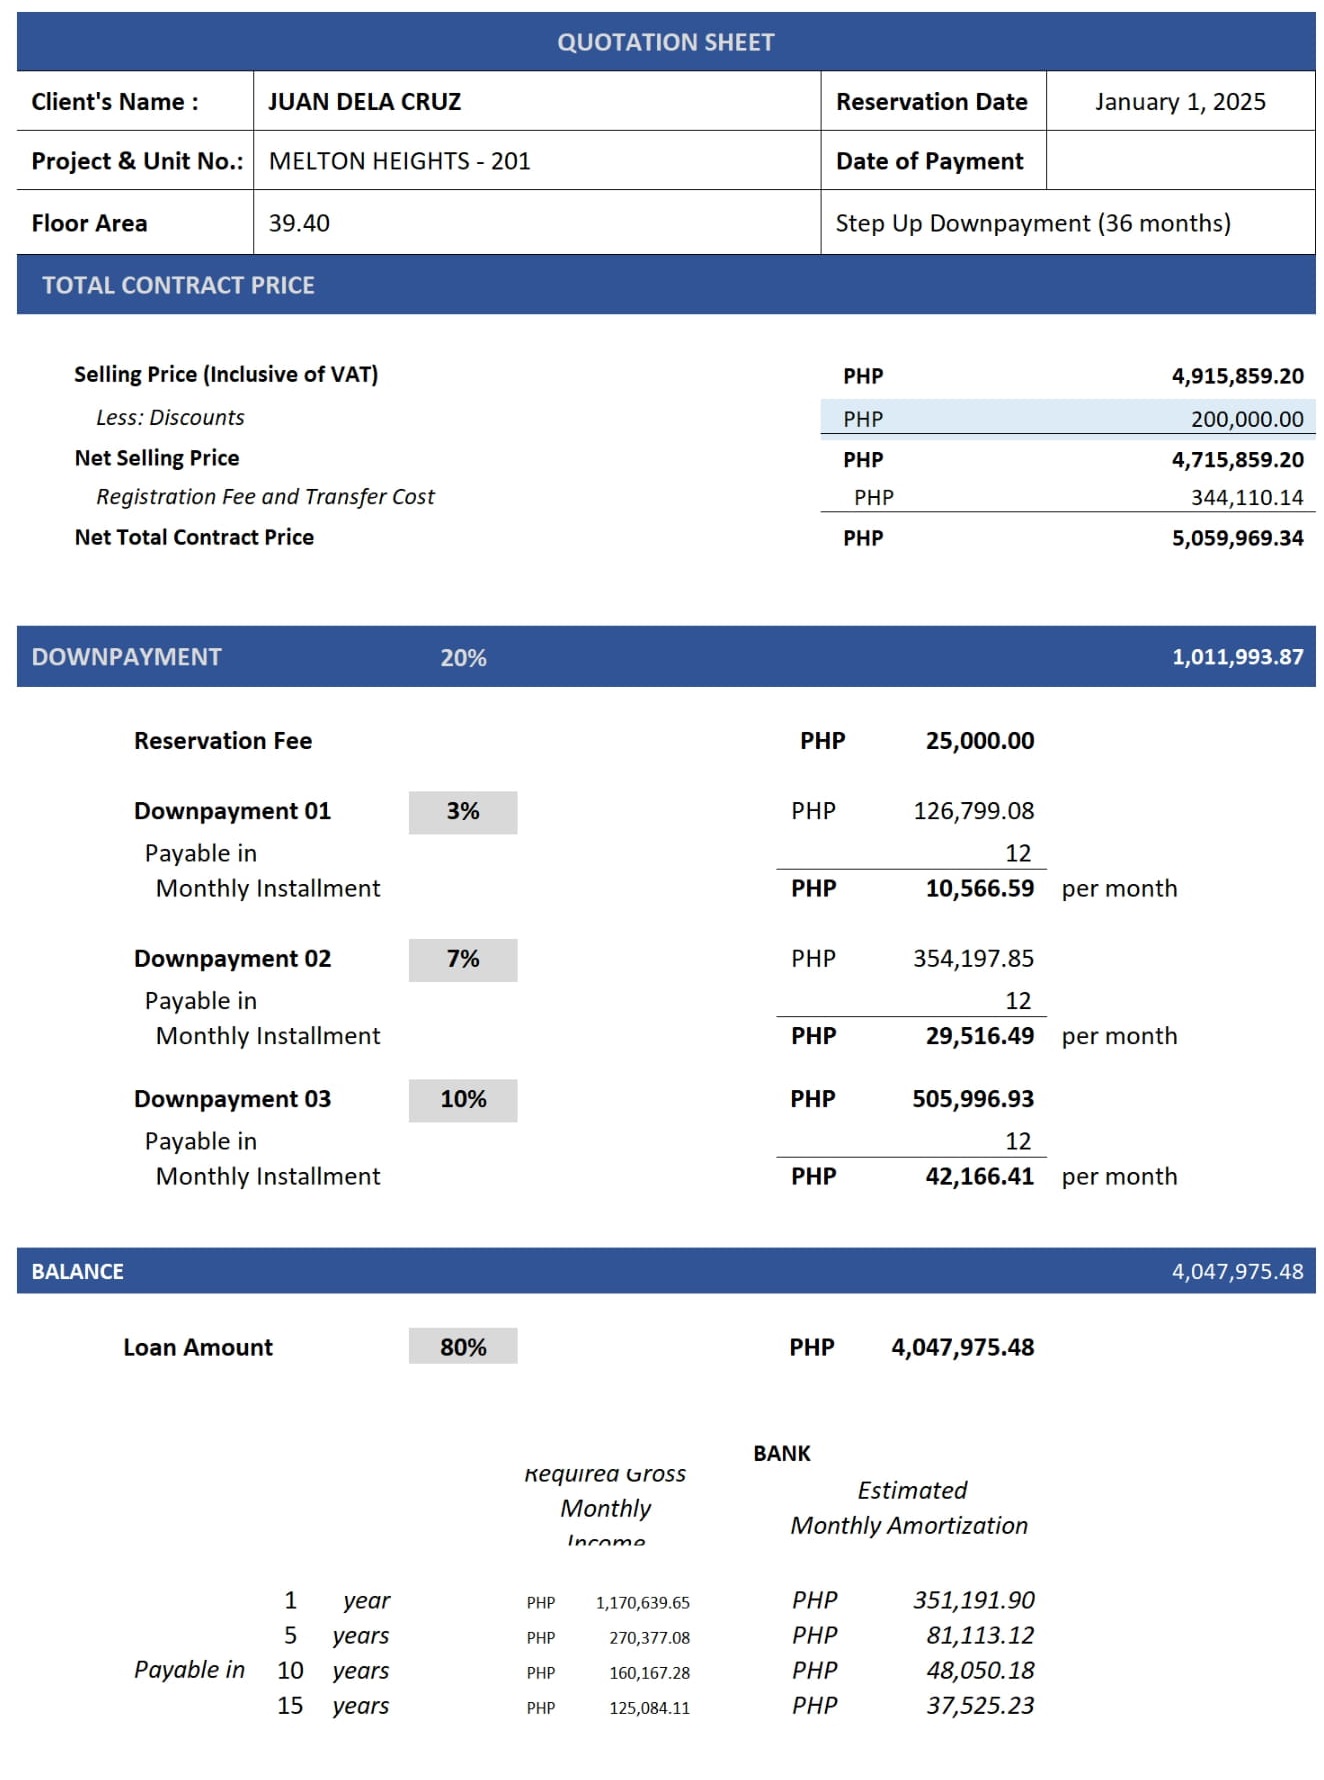 QUOTATION SHEET
Client's Name : JUAN DELA CRUZ Reservation Date January 1, 2025
Project & Unit No.: MELTON HEIGHTS - 201 Date of Payment
Floor Area 39.40 Step Up Downpayment (36 months)
TOTAL CONTRACT PRICE
Selling Price (Inclusive of VAT) PHP 4,915,859.20
Less: Discounts PHP 200,000.00
Net Selling Price PHP 4,715,859.20
Registration Fee and Transfer Cost PHP 344,110.14
Net Total Contract Price PHP 5,059,969.34
DOWNPAYMENT 20% 1,011,993.87
Reservation Fee PHP 25,000.00
Downpayment 01 3% PHP 126,799.08
Payable in 12
Monthly Installment PHP 10,566.59 per month
Downpayment 02 7% PHP 354,197.85
Payable in 12
Monthly Installment PHP 29,516.49 per month
Downpayment 03 10% PHP 505,996.93
Payable in 12
Monthly Installment PHP 42,166.41 per month
BALANCE 4,047,975.48
Loan Amount 80% PHP 4,047,975.48
BANK
Required Gross
Monthly
Income
Estimated
Monthly Amortization
1 year PHP 1,170,639.65 PHP 351,191.90
5 years PHP 270,377.08 PHP 81,113.12
Payable in 10 years PHP 160,167.28 PHP 48,050.18
15 years PHP 125,084.11 PHP 37,525.23